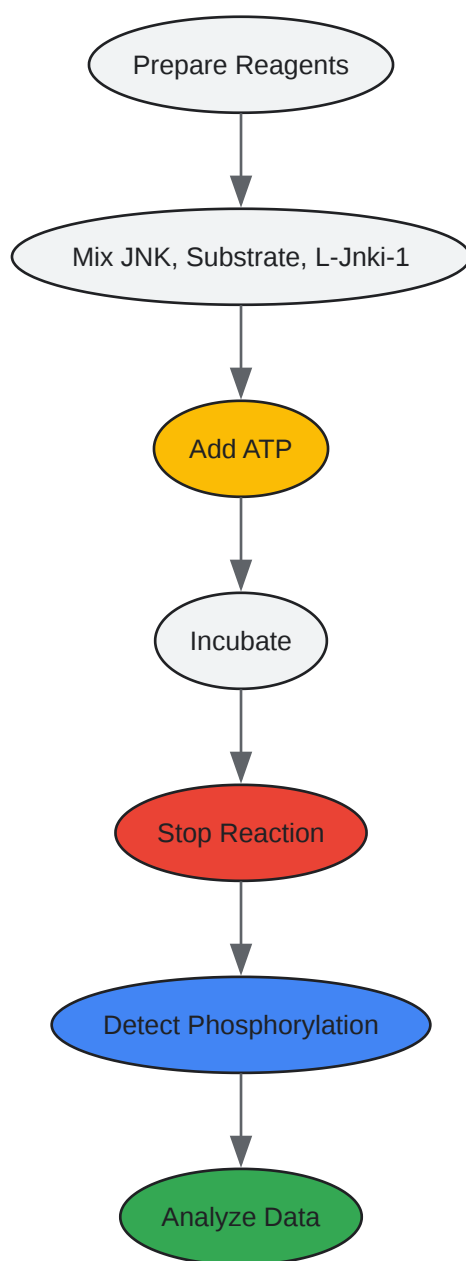 Prepare Reagents
Mix JNK, Substrate, L-Jnki-1
Add ATP
Incubate
Stop Reaction
Detect Phosphorylation
Analyze Data